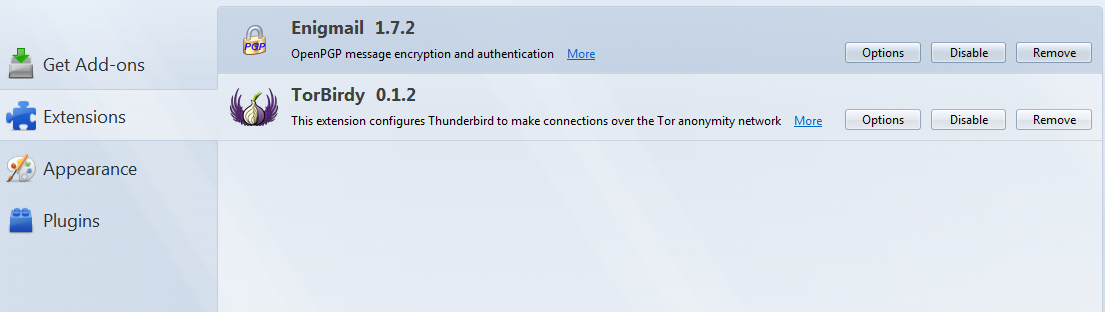 Get Add-ons
Extensions
Appearance
Plugins
PGP
Enigmail 1.7.2
OpenPGP message encryption and authentication More
Options Disable Remove
TorBirdy 0.1.2
This extension configures Thunderbird to make connections over the Tor anonymity network More
Options Disable Remove